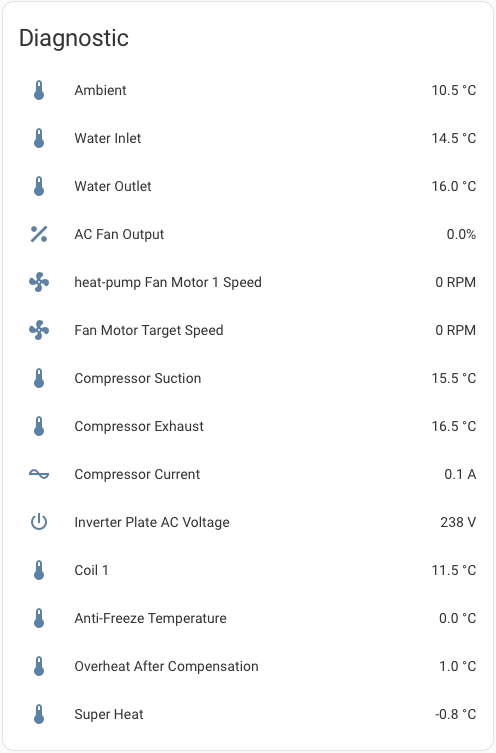 Diagnostic
Ambient 10.5 °C
Water Inlet 14.5 °C
Water Outlet 16.0 °C
AC Fan Output 0.0%
heat-pump Fan Motor 1 Speed 0 RPM
Fan Motor Target Speed 0 RPM
Compressor Suction 15.5 °C
Compressor Exhaust 16.5 °C
Compressor Current 0.1 A
Inverter Plate AC Voltage 238 V
Coil 1 11.5 °C
Anti-Freeze Temperature 0.0 °C
Overheat After Compensation 1.0 °C
Super Heat -0.8 °C